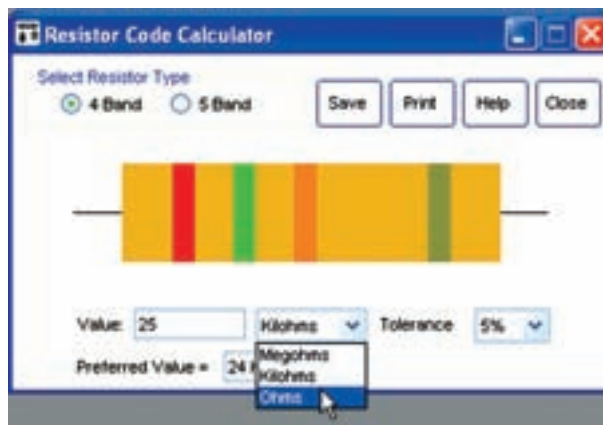 Resistor Code Calculator
Select Resistor Type
4 Band 5 Band Save Print Help Close
Value: 25 Kilohms Tolerance 5%
Preferred Value = 24
Megohms
Kilohms
Ohms